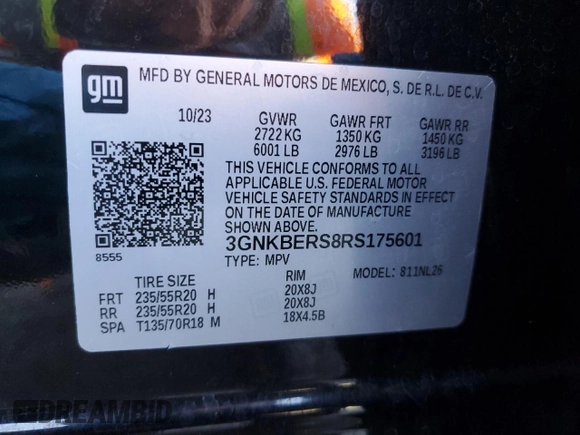 gm
MFD BY GENERAL MOTORS DE MEXICO, S. DE R.L. DE C.V.
10/23 GVWR GAWR FRT GAWR RR
2722 KG 1350 KG 1450 KG
6001 LB 2976 LB 3196 LB
THIS VEHICLE CONFORMS TO ALL
APPLICABLE U.S. FEDERAL MOTOR
VEHICLE SAFETY STANDARDS IN EFFECT
ON THE DATE OF MANUFACTURE
SHOWN ABOVE.
8555
3GNKBERS8RS175601
TYPE: MPV MODEL: 811NL26
TIRE SIZE RIM
FRT 235/55R20 H 20X8J
RR 235/55R20 H 20X8J
SPA T135/70R18 M 18X4.5B
DREAMBID